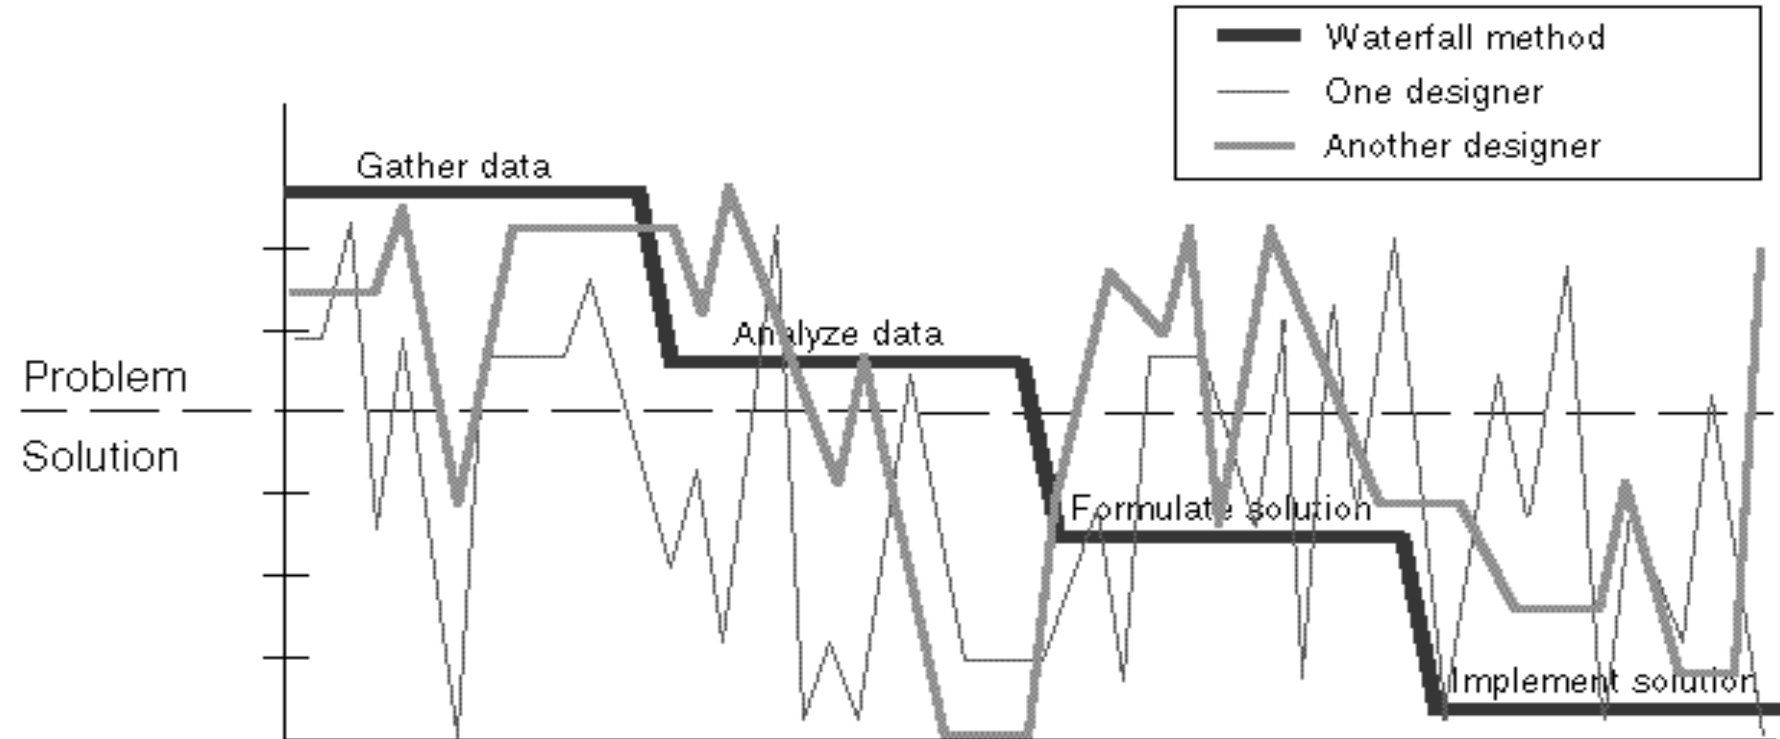 Waterfall method
One designer
Another designer
Gather data
Analyze data
Problem
Solution
Formulate solution
Implement solution